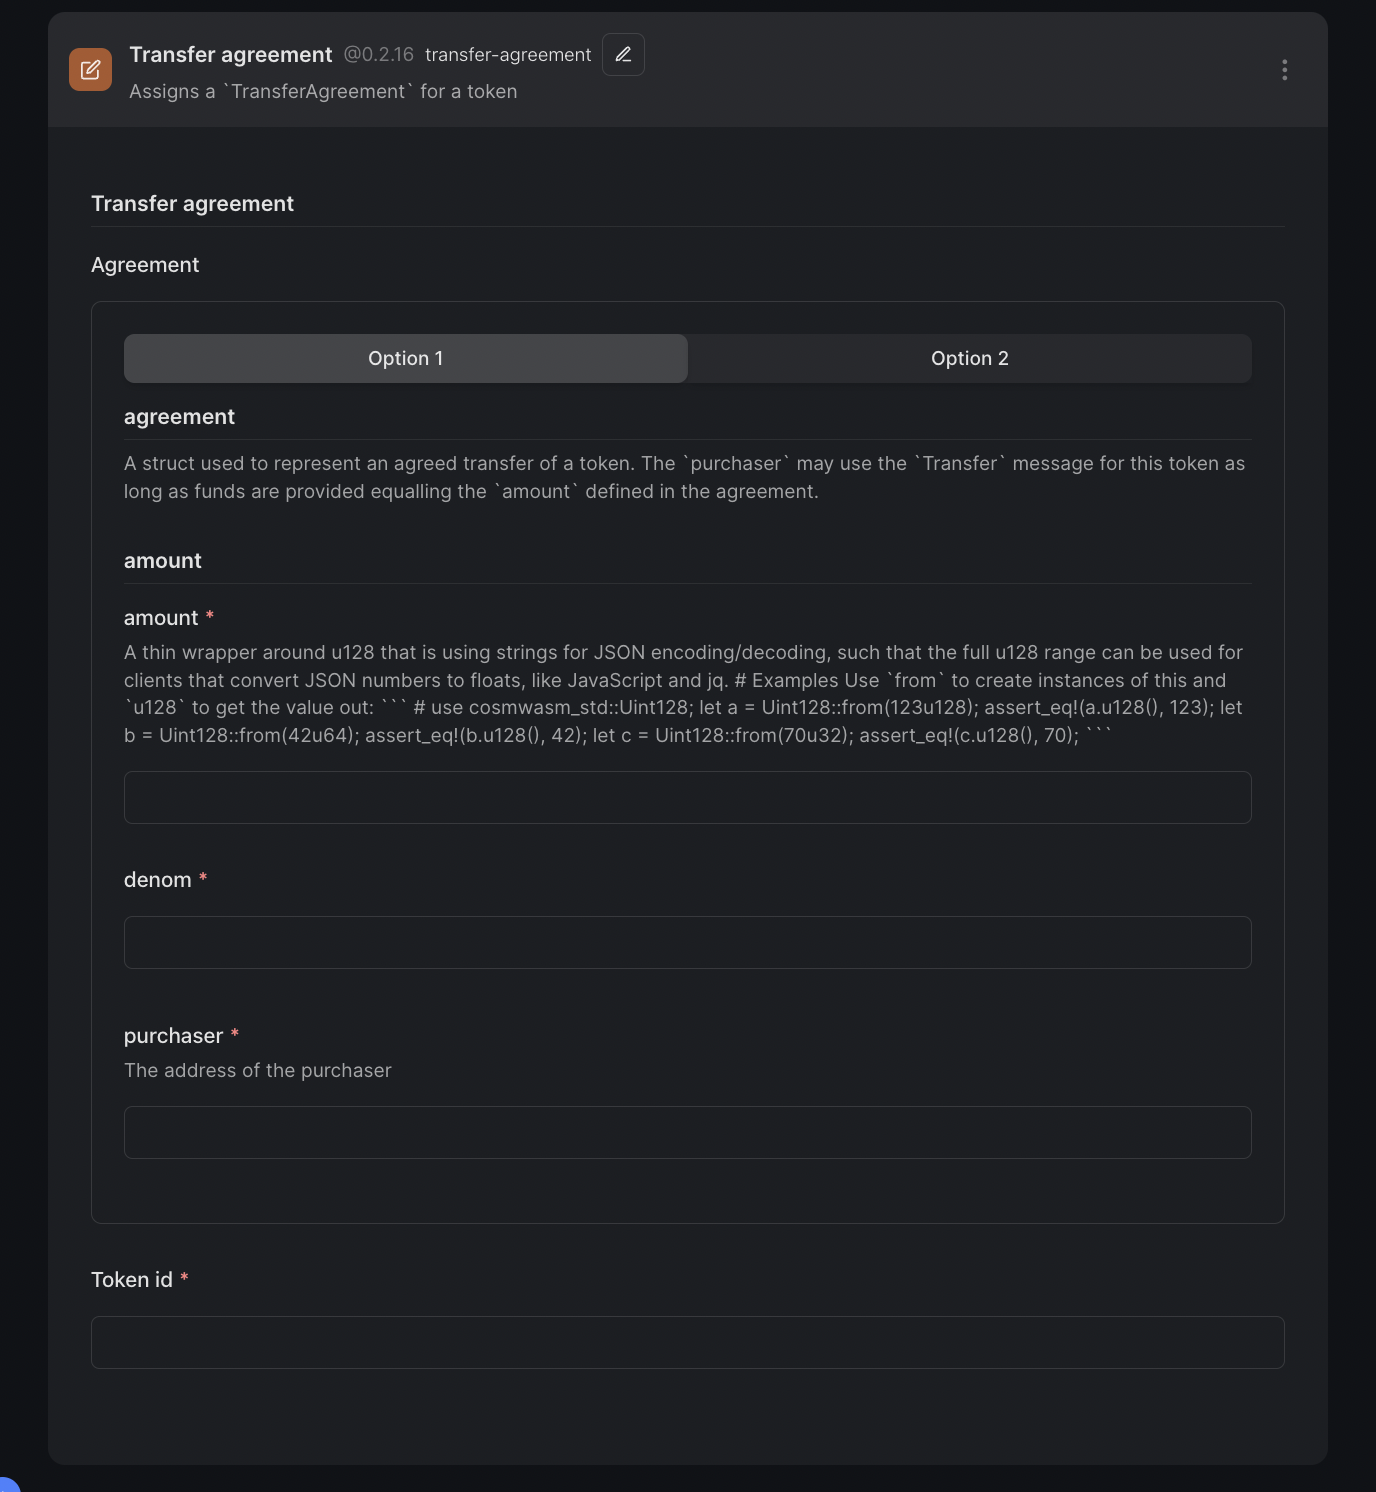 Transfer agreement @0.2.16 transfer-agreement
Assigns a `TransferAgreement` for a token
Transfer agreement
Agreement
Option 1 Option 2
agreement
A struct used to represent an agreed transfer of a token. The `purchaser` may use the `Transfer` message for this token as
long as funds are provided equalling the `amount` defined in the agreement.
amount
amount *
A thin wrapper around u128 that is using strings for JSON encoding/decoding, such that the full u128 range can be used for
clients that convert JSON numbers to floats, like JavaScript and jq. # Examples Use `from` to create instances of this and
`u128` to get the value out: ``` # use cosmwasm_std::Uint128; let a = Uint128::from(123u128); assert_eq!(a.u128(), 123); let
b = Uint128::from(42u64); assert_eq!(b.u128(), 42); let c = Uint128::from(70u32); assert_eq!(c.u128(), 70); ```
denom *
purchaser *
The address of the purchaser
Token id *